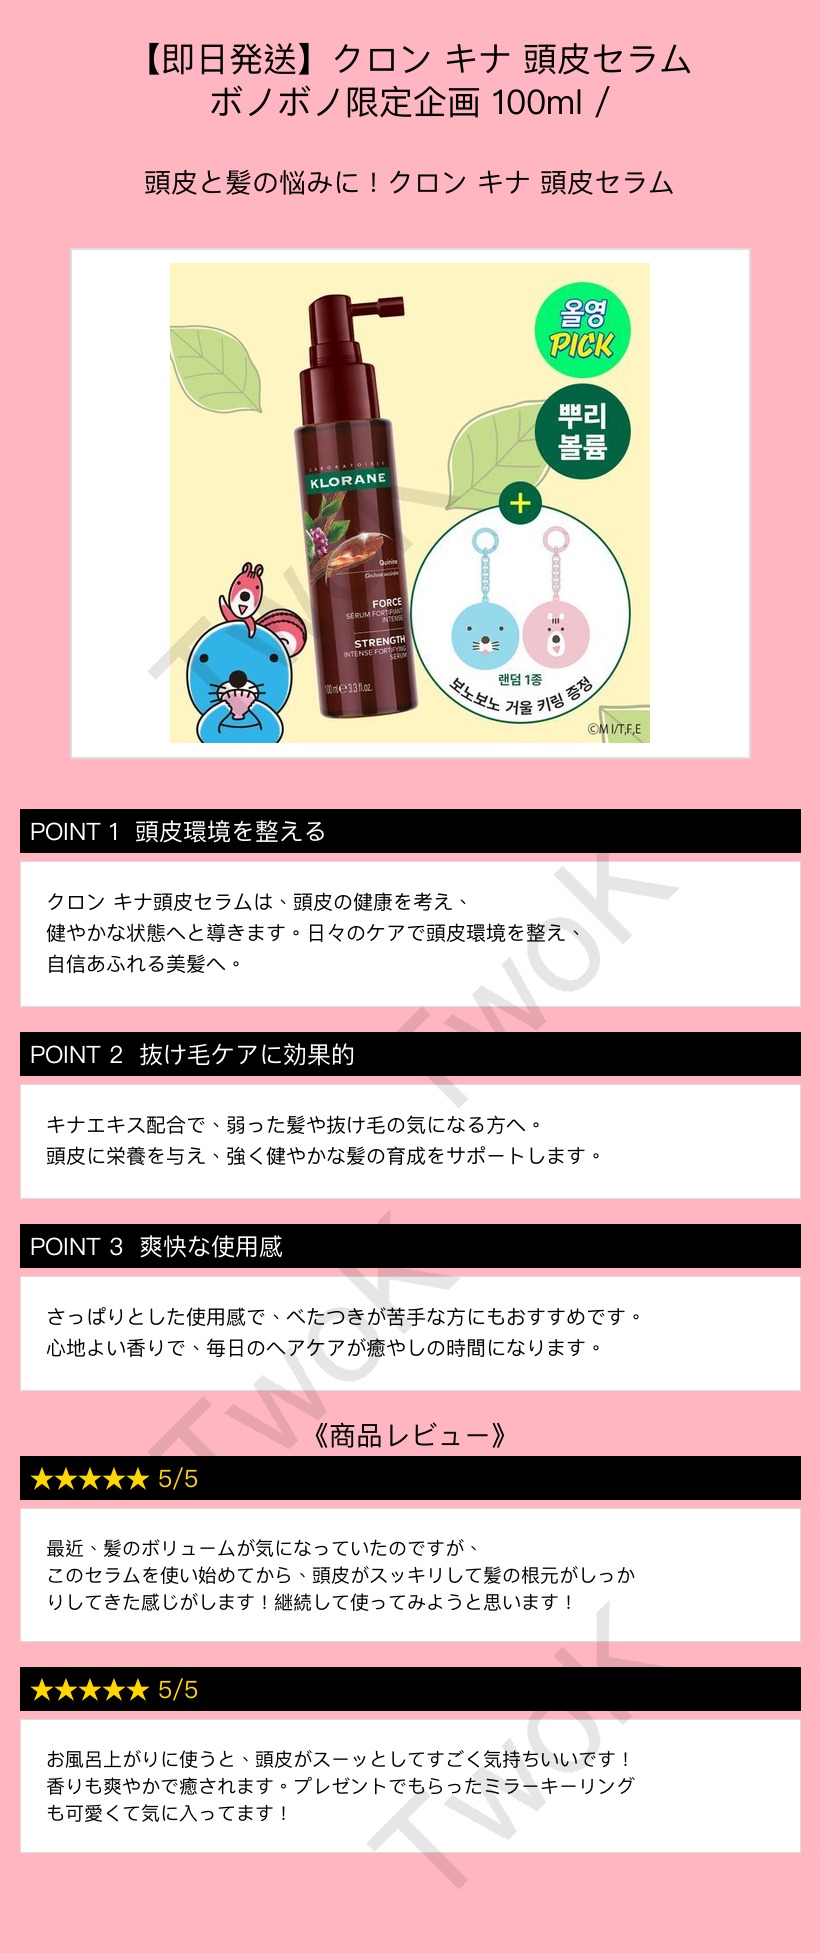 【即日発送】クロン キナ 頭皮セラム
ボノボノ限定企画 100ml /
頭皮と髪の悩みに！クロン キナ 頭皮セラム
올영
PICK
뿌리
볼륨
+
LABORATOIRES
KLORANE
Quinine
FORCE
SÉRUM FORTIFIANT
INTENSE
STRENGTH
INTENSE FORTIFYING
SERUM
100 ml ℮ 3.3 fl.oz.
랜덤 1종
보노보노 거울 키링 증정
©M I/T,F,E
TwoK
POINT 1 頭皮環境を整える
クロン キナ頭皮セラムは、頭皮の健康を考え、
健やかな状態へと導きます。日々のケアで頭皮環境を整え、
自信あふれる美髪へ。
TwoK
POINT 2 抜け毛ケアに効果的
キナエキス配合で、弱った髪や抜け毛の気になる方へ。
頭皮に栄養を与え、強く健やかな髪の育成をサポートします。
POINT 3 爽快な使用感
さっぱりとした使用感で、べたつきが苦手な方にもおすすめです。
心地よい香りで、毎日のヘアケアが癒やしの時間になります。
TwoK
《商品レビュー》
★★★★★ 5/5
最近、髪のボリュームが気になっていたのですが、
このセラムを使い始めてから、頭皮がスッキリして髪の根元がしっか
りしてきた感じがします！継続して使ってみようと思います！
★★★★★ 5/5
お風呂上がりに使うと、頭皮がスーッとしてすごく気持ちいいです！
香りも爽やかで癒されます。プレゼントでもらったミラーキーリング
も可愛くて気に入ってます！
TwoK